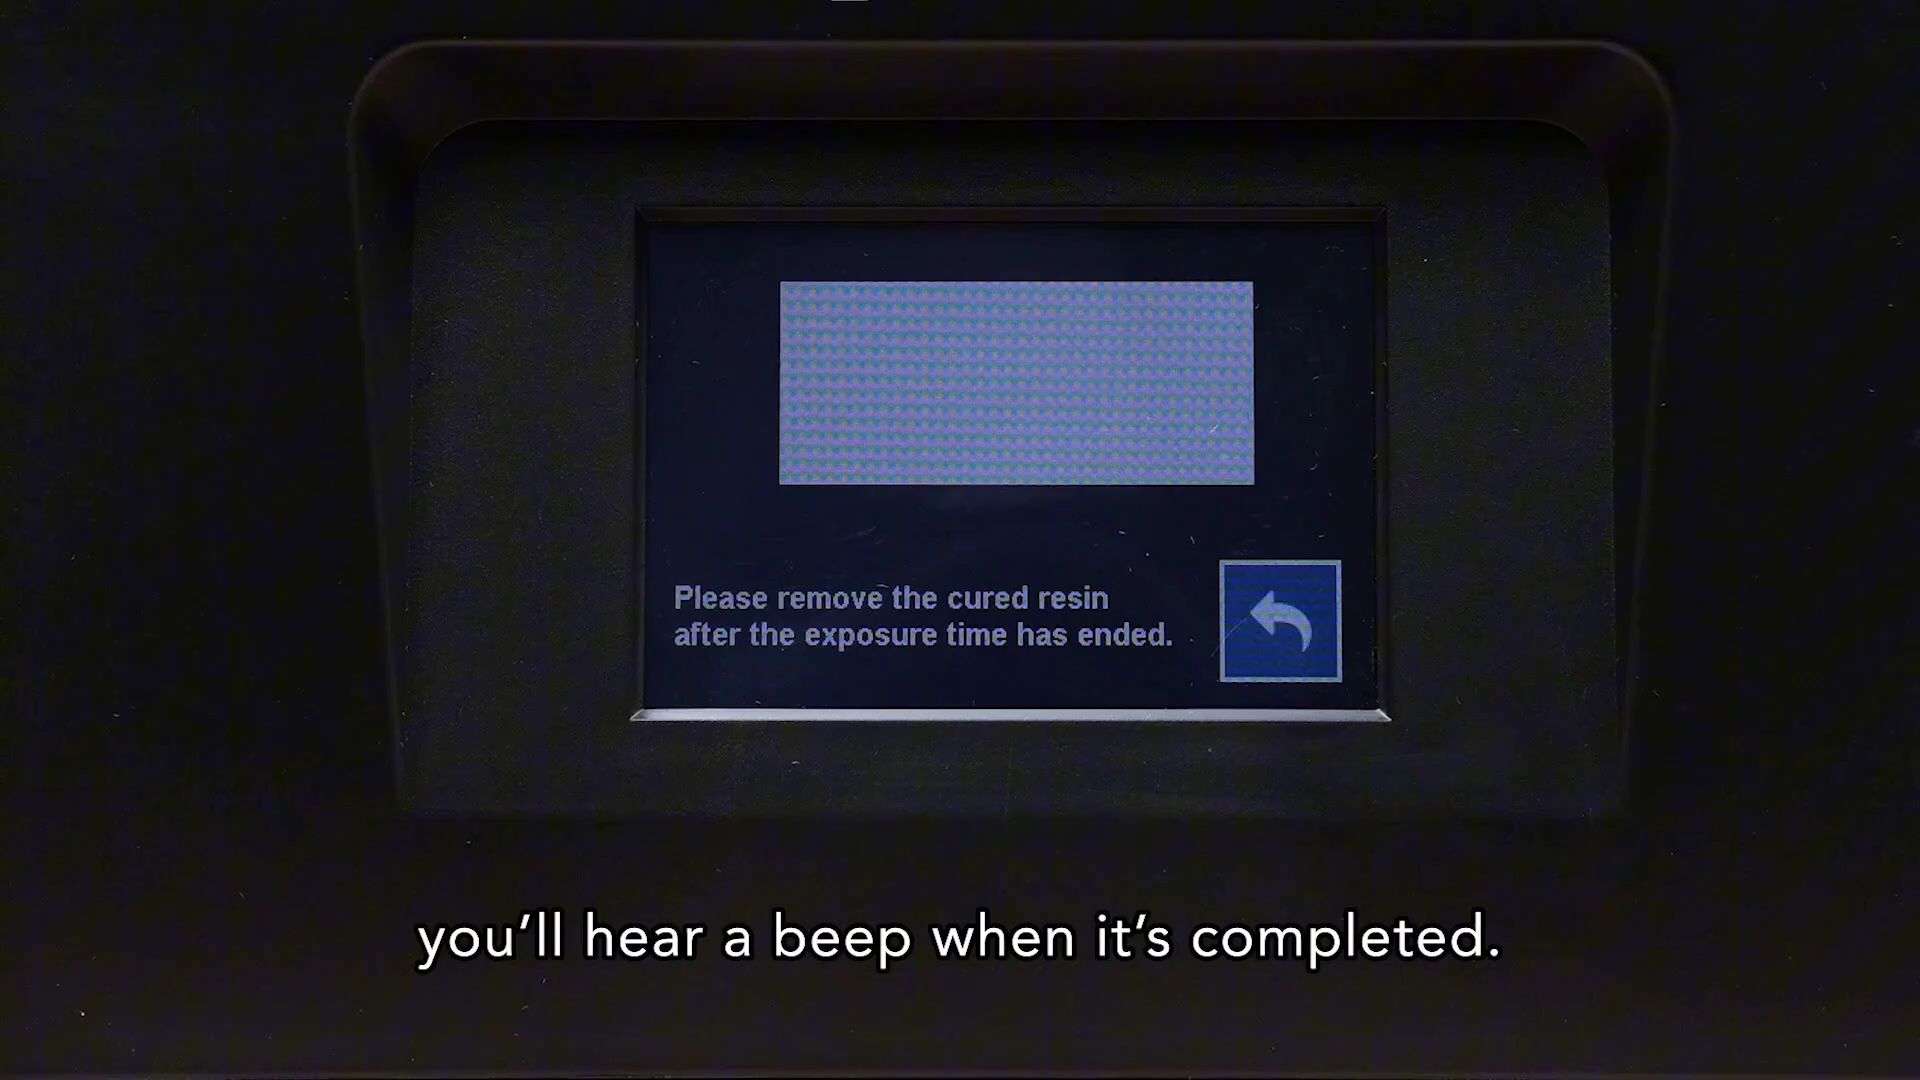 Please remove the cured resin
after the exposure time has ended.
you’ll hear a beep when it’s completed.